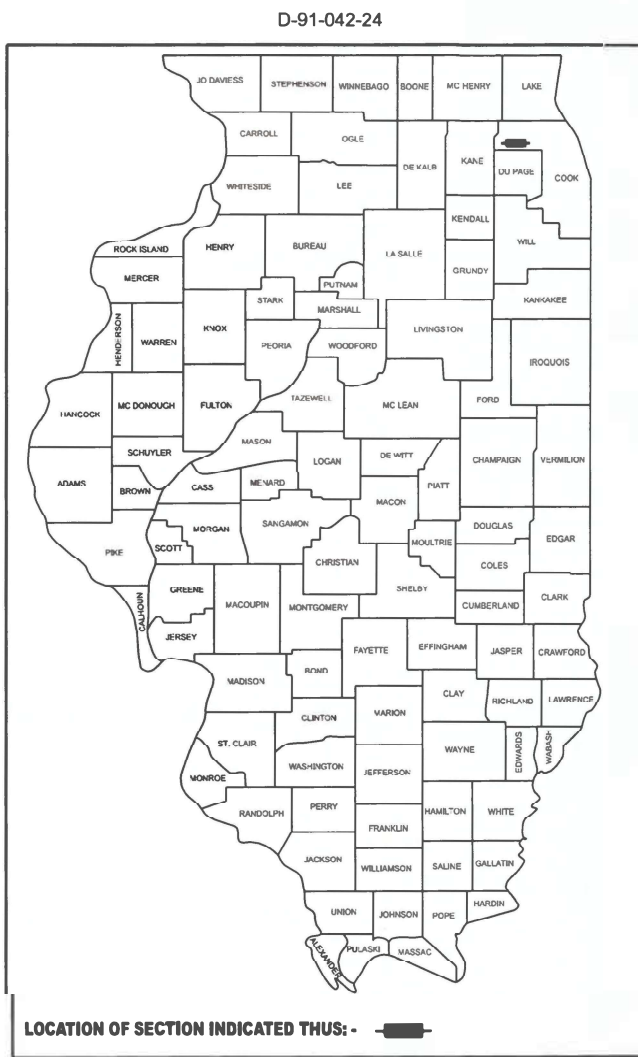 D-91-042-24
JO DAVIESS STEPHENSON WINNEBAGO BOONE MC HENRY LAKE
CARROLL OGLE DE KALB KANE DU PAGE COOK
WHITESIDE LEE
KENDALL
ROCK ISLAND HENRY BUREAU LA SALLE WILL
MERCER PUTNAM GRUNDY
STARK MARSHALL KANKAKEE
HENDERSON WARREN KNOX PEORIA WOODFORD LIVINGSTON
IROQUOIS
HANCOCK MC DONOUGH FULTON TAZEWELL MC LEAN FORD
MASON
SCHUYLER LOGAN DE WITT CHAMPAIGN VERMILION
ADAMS BROWN CASS MENARD PIATT
MACON
MORGAN SANGAMON DOUGLAS
PIKE SCOTT MOULTRIE EDGAR
CHRISTIAN COLES
CALHOUN GREENE MACOUPIN MONTGOMERY SHELBY CUMBERLAND CLARK
JERSEY
FAYETTE EFFINGHAM JASPER CRAWFORD
MADISON BOND
CLAY RICHLAND LAWRENCE
CLINTON MARION
ST. CLAIR WAYNE EDWARDS WABASH
MONROE WASHINGTON JEFFERSON
RANDOLPH PERRY HAMILTON WHITE
FRANKLIN
JACKSON WILLIAMSON SALINE GALLATIN
UNION JOHNSON POPE HARDIN
ALEXANDER PULASKI MASSAC
LOCATION OF SECTION INDICATED THUS: -